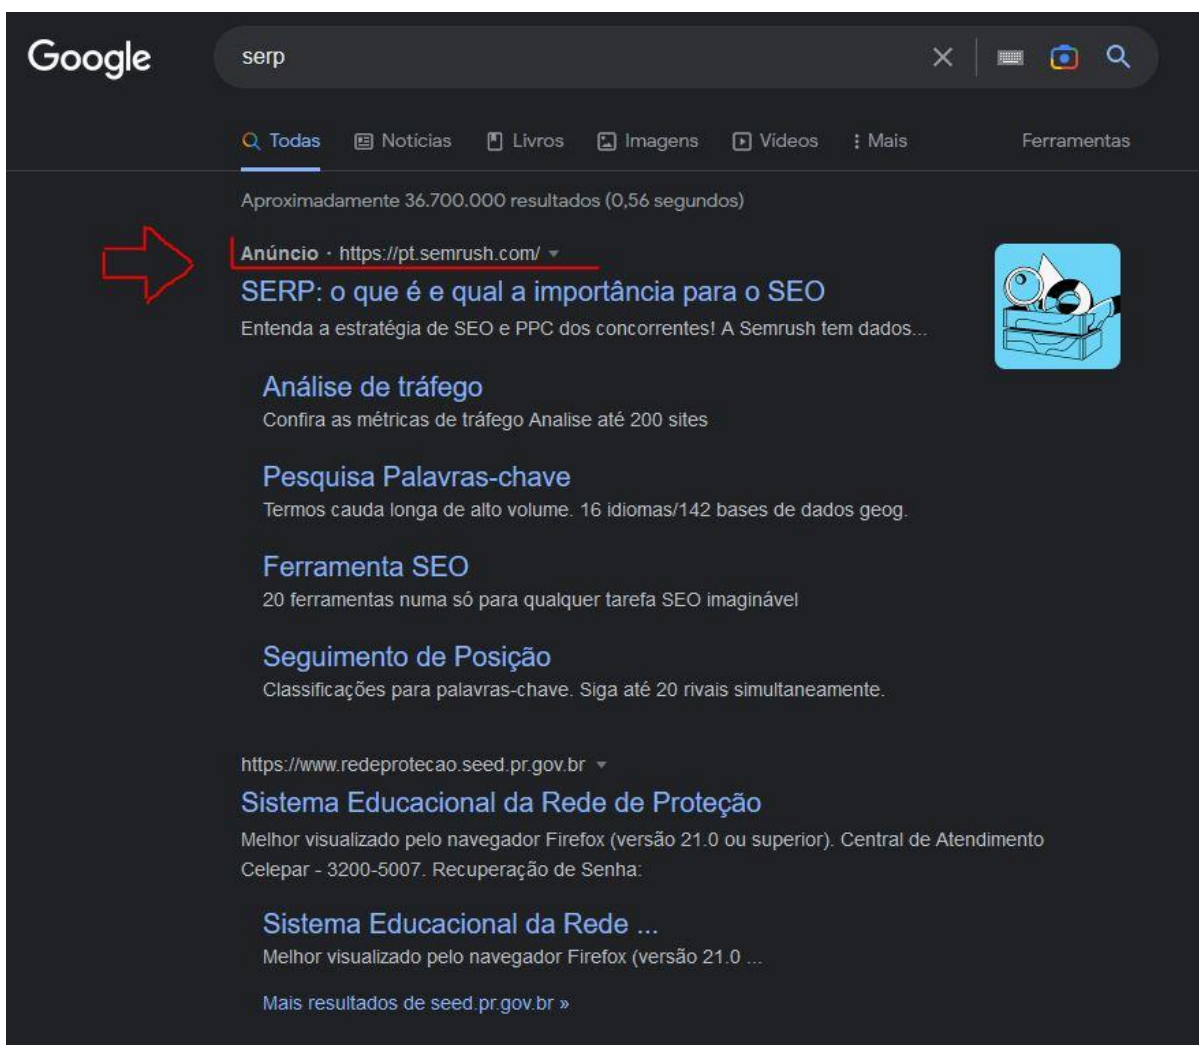 Google
serp
Todas Notícias Livros Imagens Vídeos Mais Ferramentas
Aproximadamente 36.700.000 resultados (0,56 segundos)
Anúncio · https://pt.semrush.com/
SERP: o que é e qual a importância para o SEO
Entenda a estratégia de SEO e PPC dos concorrentes! A Semrush tem dados...
Análise de tráfego
Confira as métricas de tráfego Analise até 200 sites
Pesquisa Palavras-chave
Termos cauda longa de alto volume. 16 idiomas/142 bases de dados geog.
Ferramenta SEO
20 ferramentas numa só para qualquer tarefa SEO imaginável
Seguimento de Posição
Classificações para palavras-chave. Siga até 20 rivais simultaneamente.
https://www.redeprotecao.seed.pr.gov.br
Sistema Educacional da Rede de Proteção
Melhor visualizado pelo navegador Firefox (versão 21.0 ou superior). Central de Atendimento
Celepar - 3200-5007. Recuperação de Senha:
Sistema Educacional da Rede ...
Melhor visualizado pelo navegador Firefox (versão 21.0 ...
Mais resultados de seed.pr.gov.br »